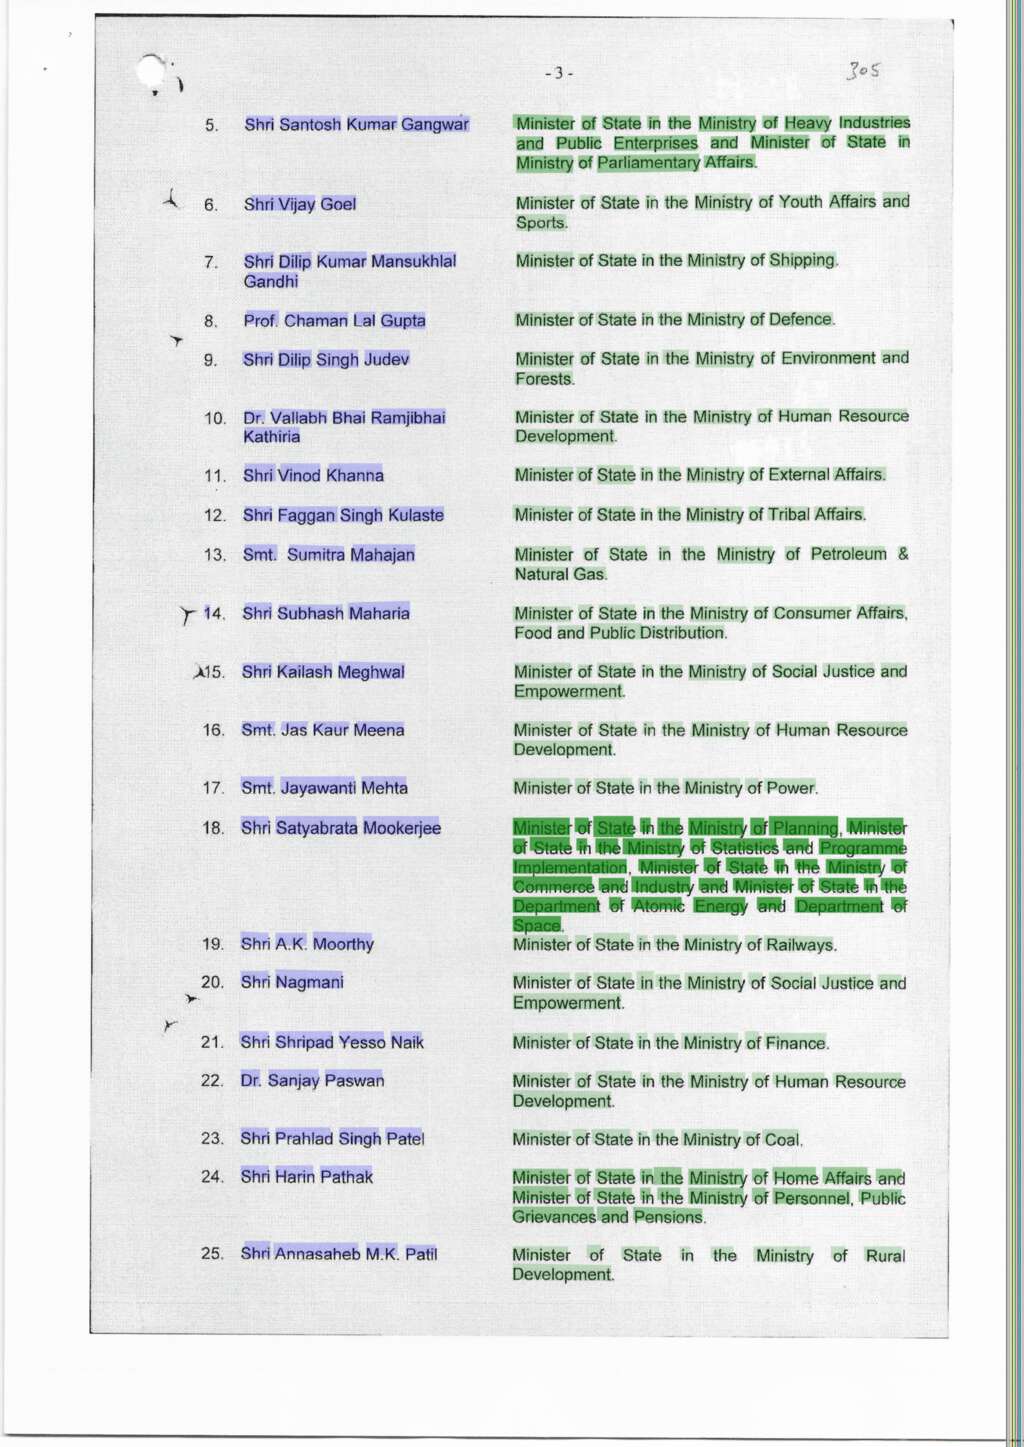 -3-
305
5. Shri Santosh Kumar Gangwar Minister of State in the Ministry of Heavy Industries
and Public Enterprises and Minister of State in
Ministry of Parliamentary Affairs.
6. Shri Vijay Goel Minister of State in the Ministry of Youth Affairs and
Sports.
7. Shri Dilip Kumar Mansukhlal Minister of State in the Ministry of Shipping.
Gandhi
8. Prof. Chaman Lal Gupta Minister of State in the Ministry of Defence.
9. Shri Dilip Singh Judev Minister of State in the Ministry of Environment and
Forests.
10. Dr. Vallabh Bhai Ramjibhai Minister of State in the Ministry of Human Resource
Kathiria Development.
11. Shri Vinod Khanna Minister of State in the Ministry of External Affairs.
12. Shri Faggan Singh Kulaste Minister of State in the Ministry of Tribal Affairs.
13. Smt. Sumitra Mahajan Minister of State in the Ministry of Petroleum &
Natural Gas.
14. Shri Subhash Maharia Minister of State in the Ministry of Consumer Affairs,
Food and Public Distribution.
15. Shri Kailash Meghwal Minister of State in the Ministry of Social Justice and
Empowerment.
16. Smt. Jas Kaur Meena Minister of State in the Ministry of Human Resource
Development.
17. Smt. Jayawanti Mehta Minister of State in the Ministry of Power.
18. Shri Satyabrata Mookerjee Minister of State in the Ministry of Planning, Minister
of State in the Ministry of Statistics and Programme
Implementation, Minister of State in the Ministry of
Commerce and Industry and Minister of State in the
Department of Atomic Energy and Department of
Space.
19. Shri A.K. Moorthy Minister of State in the Ministry of Railways.
20. Shri Nagmani Minister of State in the Ministry of Social Justice and
Empowerment.
21. Shri Shripad Yesso Naik Minister of State in the Ministry of Finance.
22. Dr. Sanjay Paswan Minister of State in the Ministry of Human Resource
Development.
23. Shri Prahlad Singh Patel Minister of State in the Ministry of Coal.
24. Shri Harin Pathak Minister of State in the Ministry of Home Affairs and
Minister of State in the Ministry of Personnel, Public
Grievances and Pensions.
25. Shri Annasaheb M.K. Patil Minister of State in the Ministry of Rural
Development.